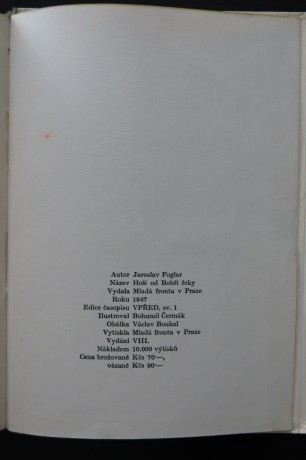 Autor Jaroslav Foglar
Název Hoši od Bobří řeky
Vydala Mladá fronta v Praze
Roku 1947
Edice časopisu VPŘED, sv. 1
Ilustroval Bohumil Čermák
Obálka Václav Boukal
Vytiskla Mladá fronta v Praze
Vydání VIII.
Nákladem 10.000 výtisků
Cena brožované Kčs 70·—,
vázané Kčs 90·—